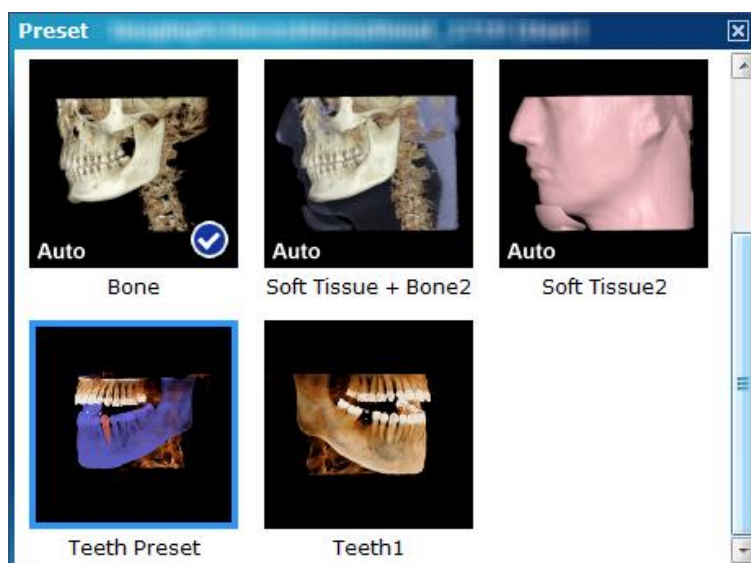 Preset
Auto
Auto
Auto
Bone
Soft Tissue + Bone2
Soft Tissue2
Teeth Preset
Teeth1